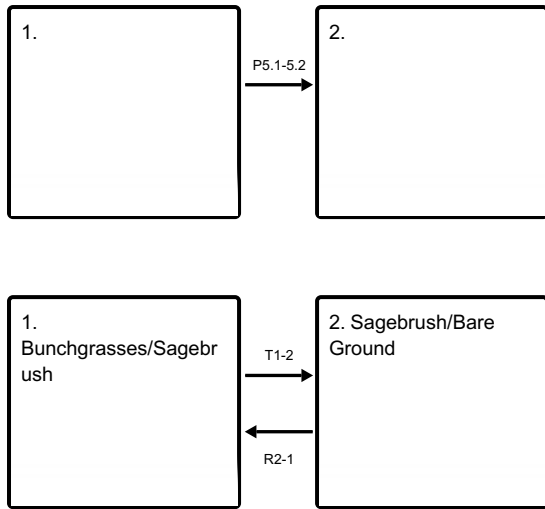 1.
P5.1-5.2
2.
1.
Bunchgrasses/Sagebr
ush
T1-2
R2-1
2. Sagebrush/Bare
Ground